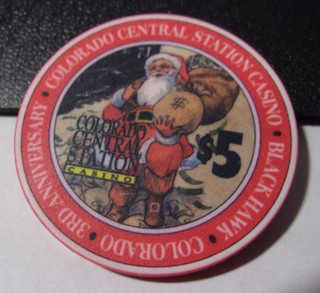 • COLORADO CENTRAL STATION CASINO • BLACK HAWK • COLORADO • 3RD ANNIVERSARY
COLORADO
CENTRAL
STATION
CASINO
$5
$